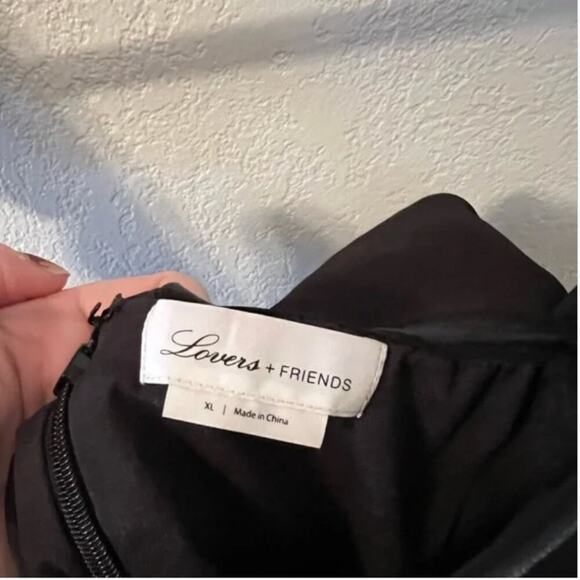 Lovers + FRIENDS
XL | Made in China